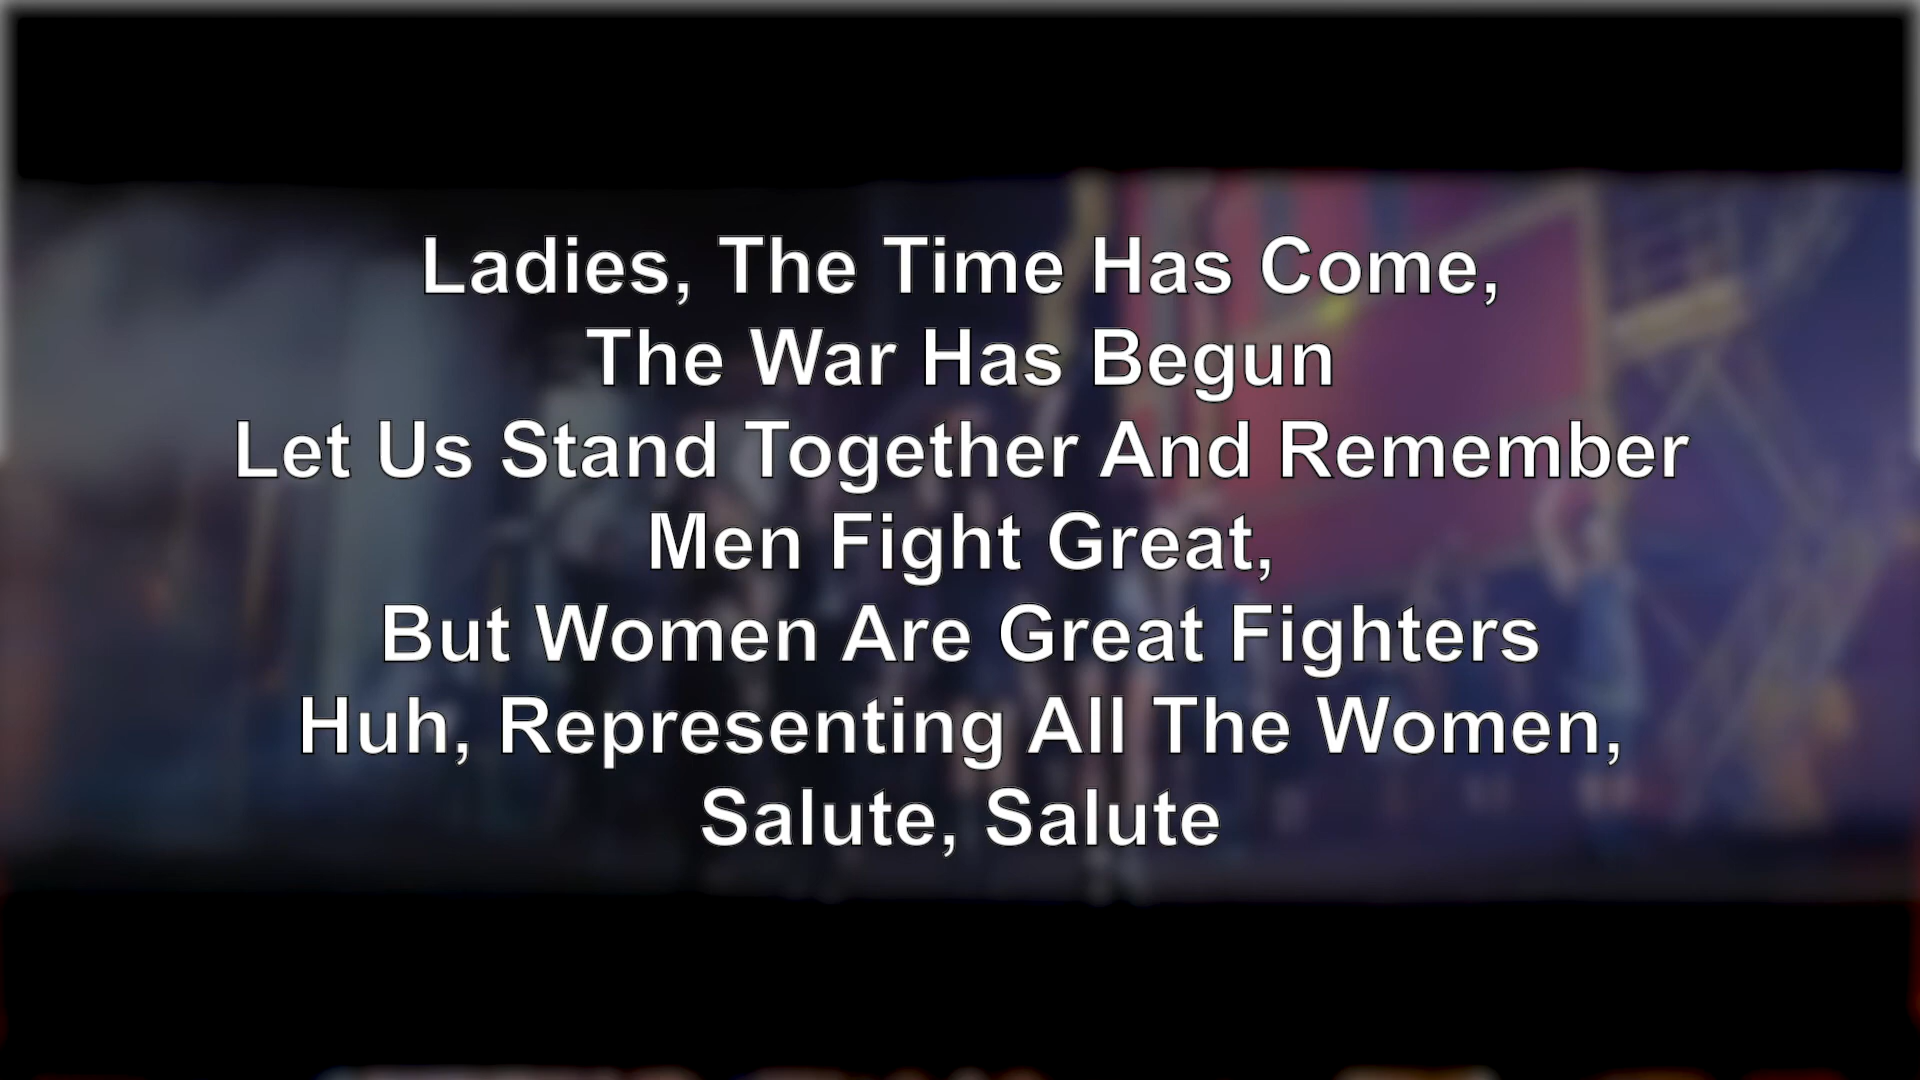 Ladies, The Time Has Come,
The War Has Begun
Let Us Stand Together And Remember
Men Fight Great,
But Women Are Great Fighters
Huh, Representing All The Women,
Salute, Salute